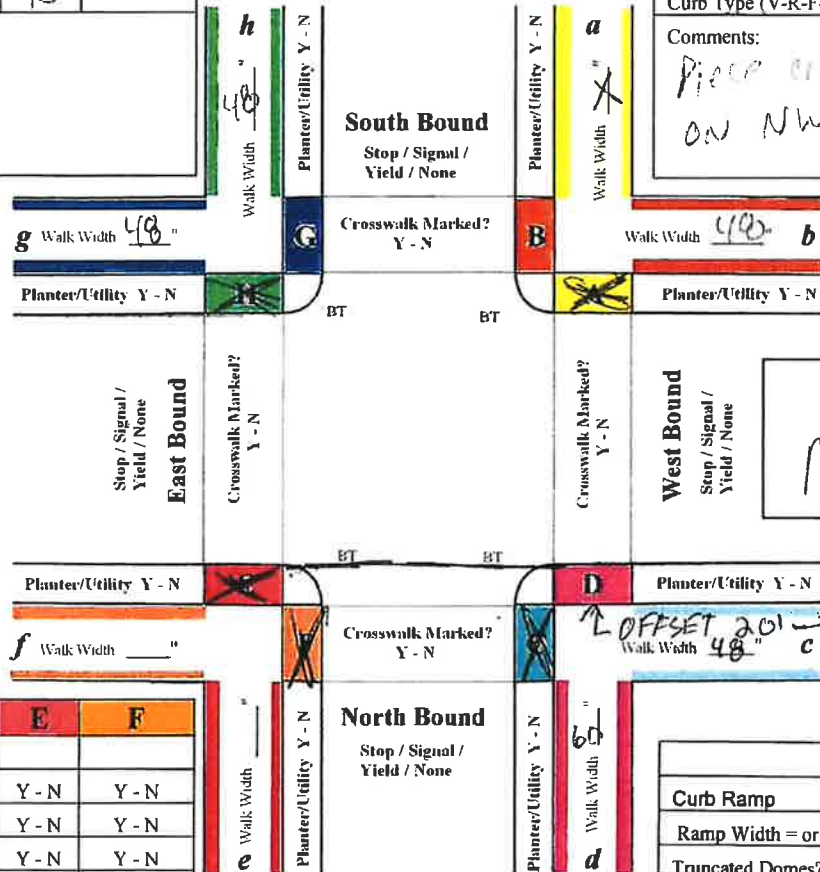 Curb Type (V-R-F-
Comments:
Piece
ON NW
h
48"
Walk Width
Planter/Utility Y - N
South Bound
Stop / Signal /
Yield / None
Planter/Utility Y - N
a
"
Walk Width
g Walk Width 48"
G
Crosswalk Marked?
Y - N
B
Walk Width 48" b
Planter/Utility Y - N
H
BT
BT
A
Planter/Utility Y - N
Stop / Signal /
Yield / None
East Bound
Crosswalk Marked?
Y - N
Crosswalk Marked?
Y - N
West Bound
Stop / Signal /
Yield / None
BT
BT
Planter/Utility Y - N
D
Planter/Utility Y - N
f Walk Width ____"
Crosswalk Marked?
Y - N
OFFSET 201
Walk Width 48" c
E F
Y - N Y - N
Y - N Y - N
Y - N Y - N
"
Walk Width
e
Planter/Utility Y - N
North Bound
Stop / Signal /
Yield / None
Planter/Utility Y - N
60"
Walk Width
d
Curb Ramp
Ramp Width = or
Truncated Domes?